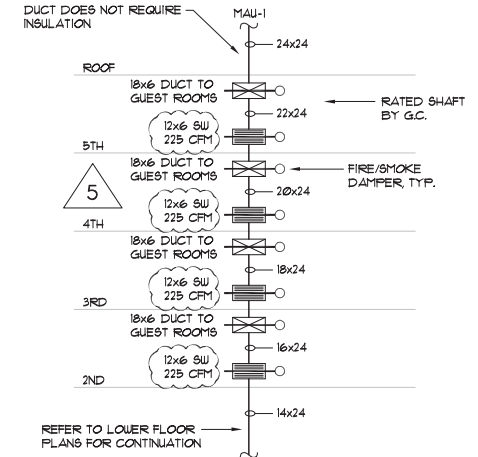 DUCT DOES NOT REQUIRE
INSULATION
MAU-1
24x24
ROOF
18x6 DUCT TO
GUEST ROOMS
RATED SHAFT
BY G.C.
22x24
12x6 SW
225 CFM
5TH
18x6 DUCT TO
GUEST ROOMS
FIRE/SMOKE
DAMPER, TYP.
5
20x24
12x6 SW
225 CFM
4TH
18x6 DUCT TO
GUEST ROOMS
18x24
12x6 SW
225 CFM
3RD
18x6 DUCT TO
GUEST ROOMS
16x24
12x6 SW
225 CFM
2ND
14x24
REFER TO LOWER FLOOR
PLANS FOR CONTINUATION